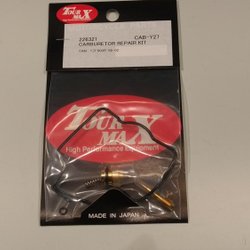 TOUR
MAX
226321 CAB-Y27
CARBURETOR REPAIR KIT
TOUR
MAX
High Performance Equipment
MADE IN JAPAN